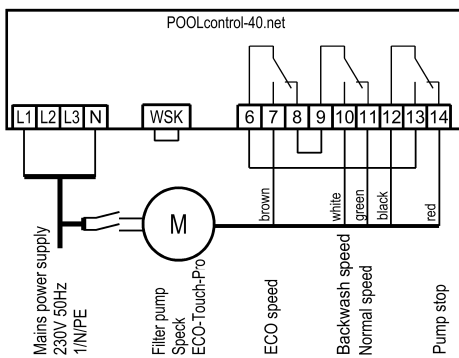 POOLcontrol-40.net
L1 L2 L3 N
WSK
6 7 8 9 10 11 12 13 14
brown
white
green
black
red
M
Mains power supply
230V 50Hz
1/N/PE
Filter pump
Speck
ECO-Touch-Pro
ECO speed
Backwash speed
Normal speed
Pump stop